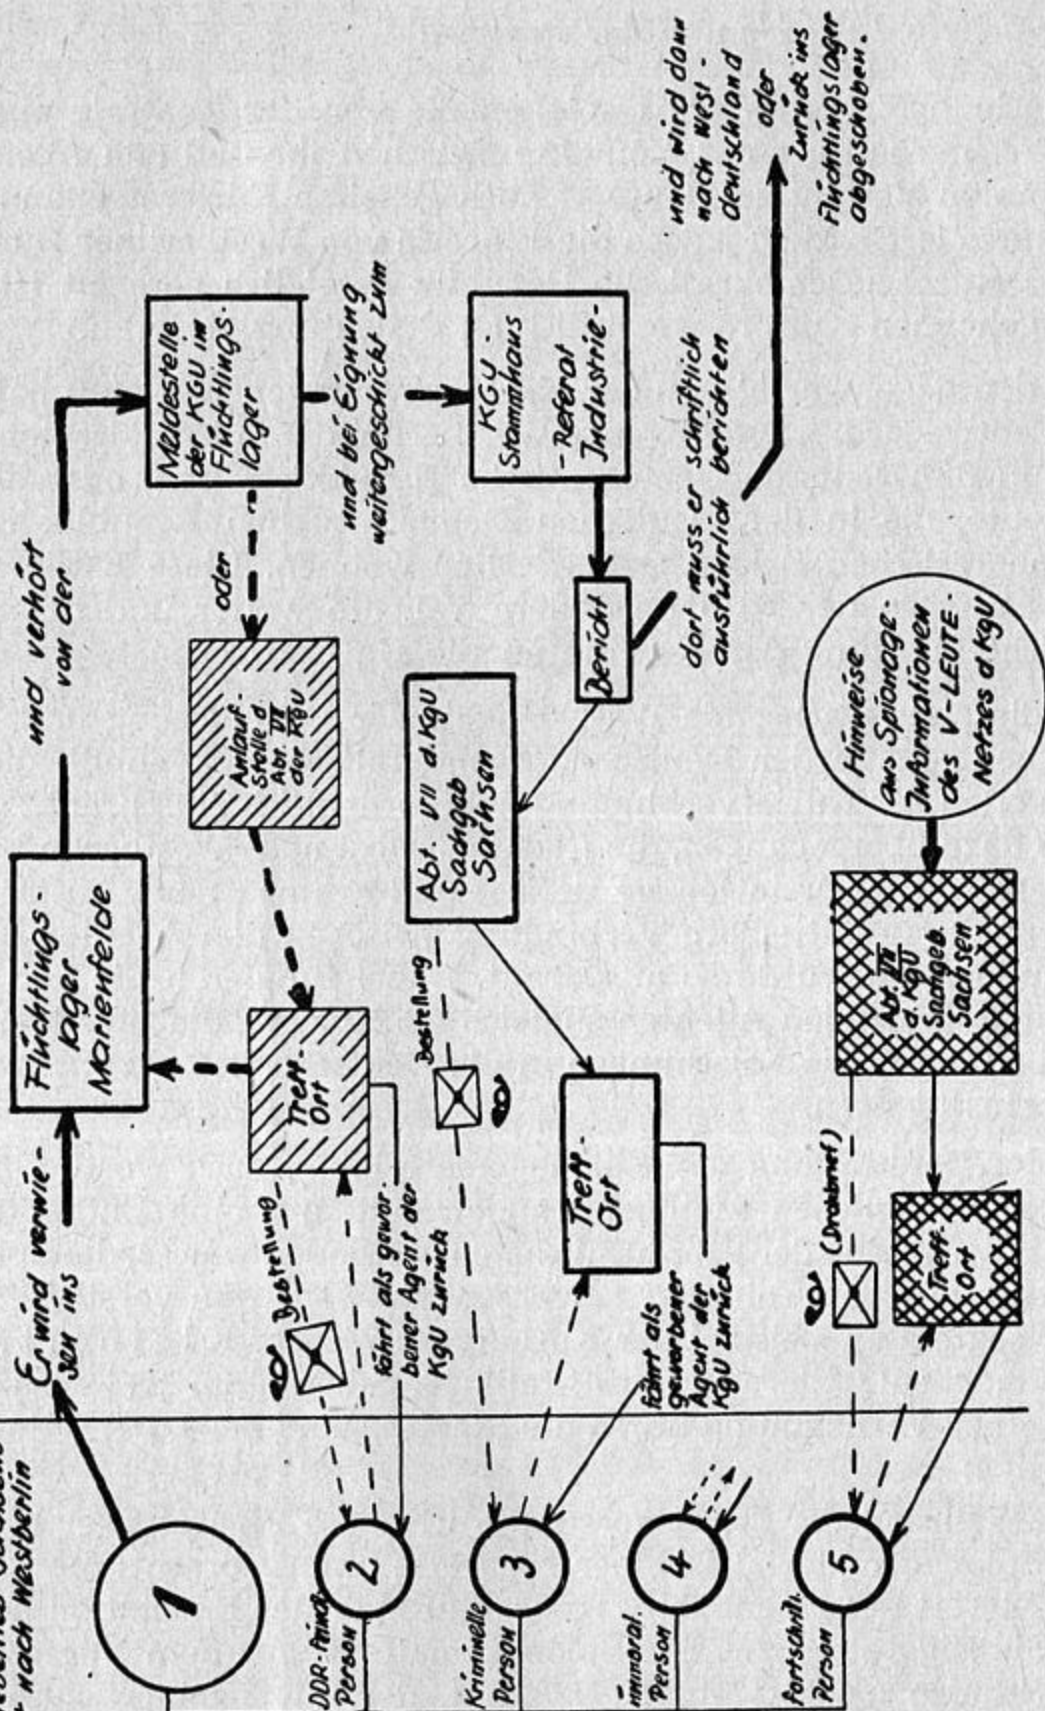 nach Westberlin
1
Er wird verwie-
sen ins
Flüchtlings-
lager
Marienfelde
und verhört
von der
Meldestelle
der KGU im
Flüchtlings-
lager
oder
Anlauf-
stelle d
Abt. VII
der KgU
Treff-
Ort
Bestellung
fährt als gewor-
bener Agent der
KgU zurück
DDR-
Person
2
und bei Eignung
weitergeschickt zum
KGU-
Stammhaus
-Referat
Industrie-
Bericht
dort muss er schriftlich
ausführlich berichten
und wird dann
nach West-
deutschland
oder
zurück ins
Flüchtlingslager
abgeschoben.
Abt. VII d. KgU
Sachgeb
Sachsen
Bestellung
Treff-
Ort
fährt als
geworbener
Agent der
KgU zurück
Kriminelle
Person
3
Person
4
Hinweise
aus Spionage-
Informationen
des V-LEUTE-
Netzes d KgU
Abt. VII
d. KgU
Sachgeb.
Sachsen
(Drohbrief)
Treff-
Ort
Fortschrittl.
Person
5